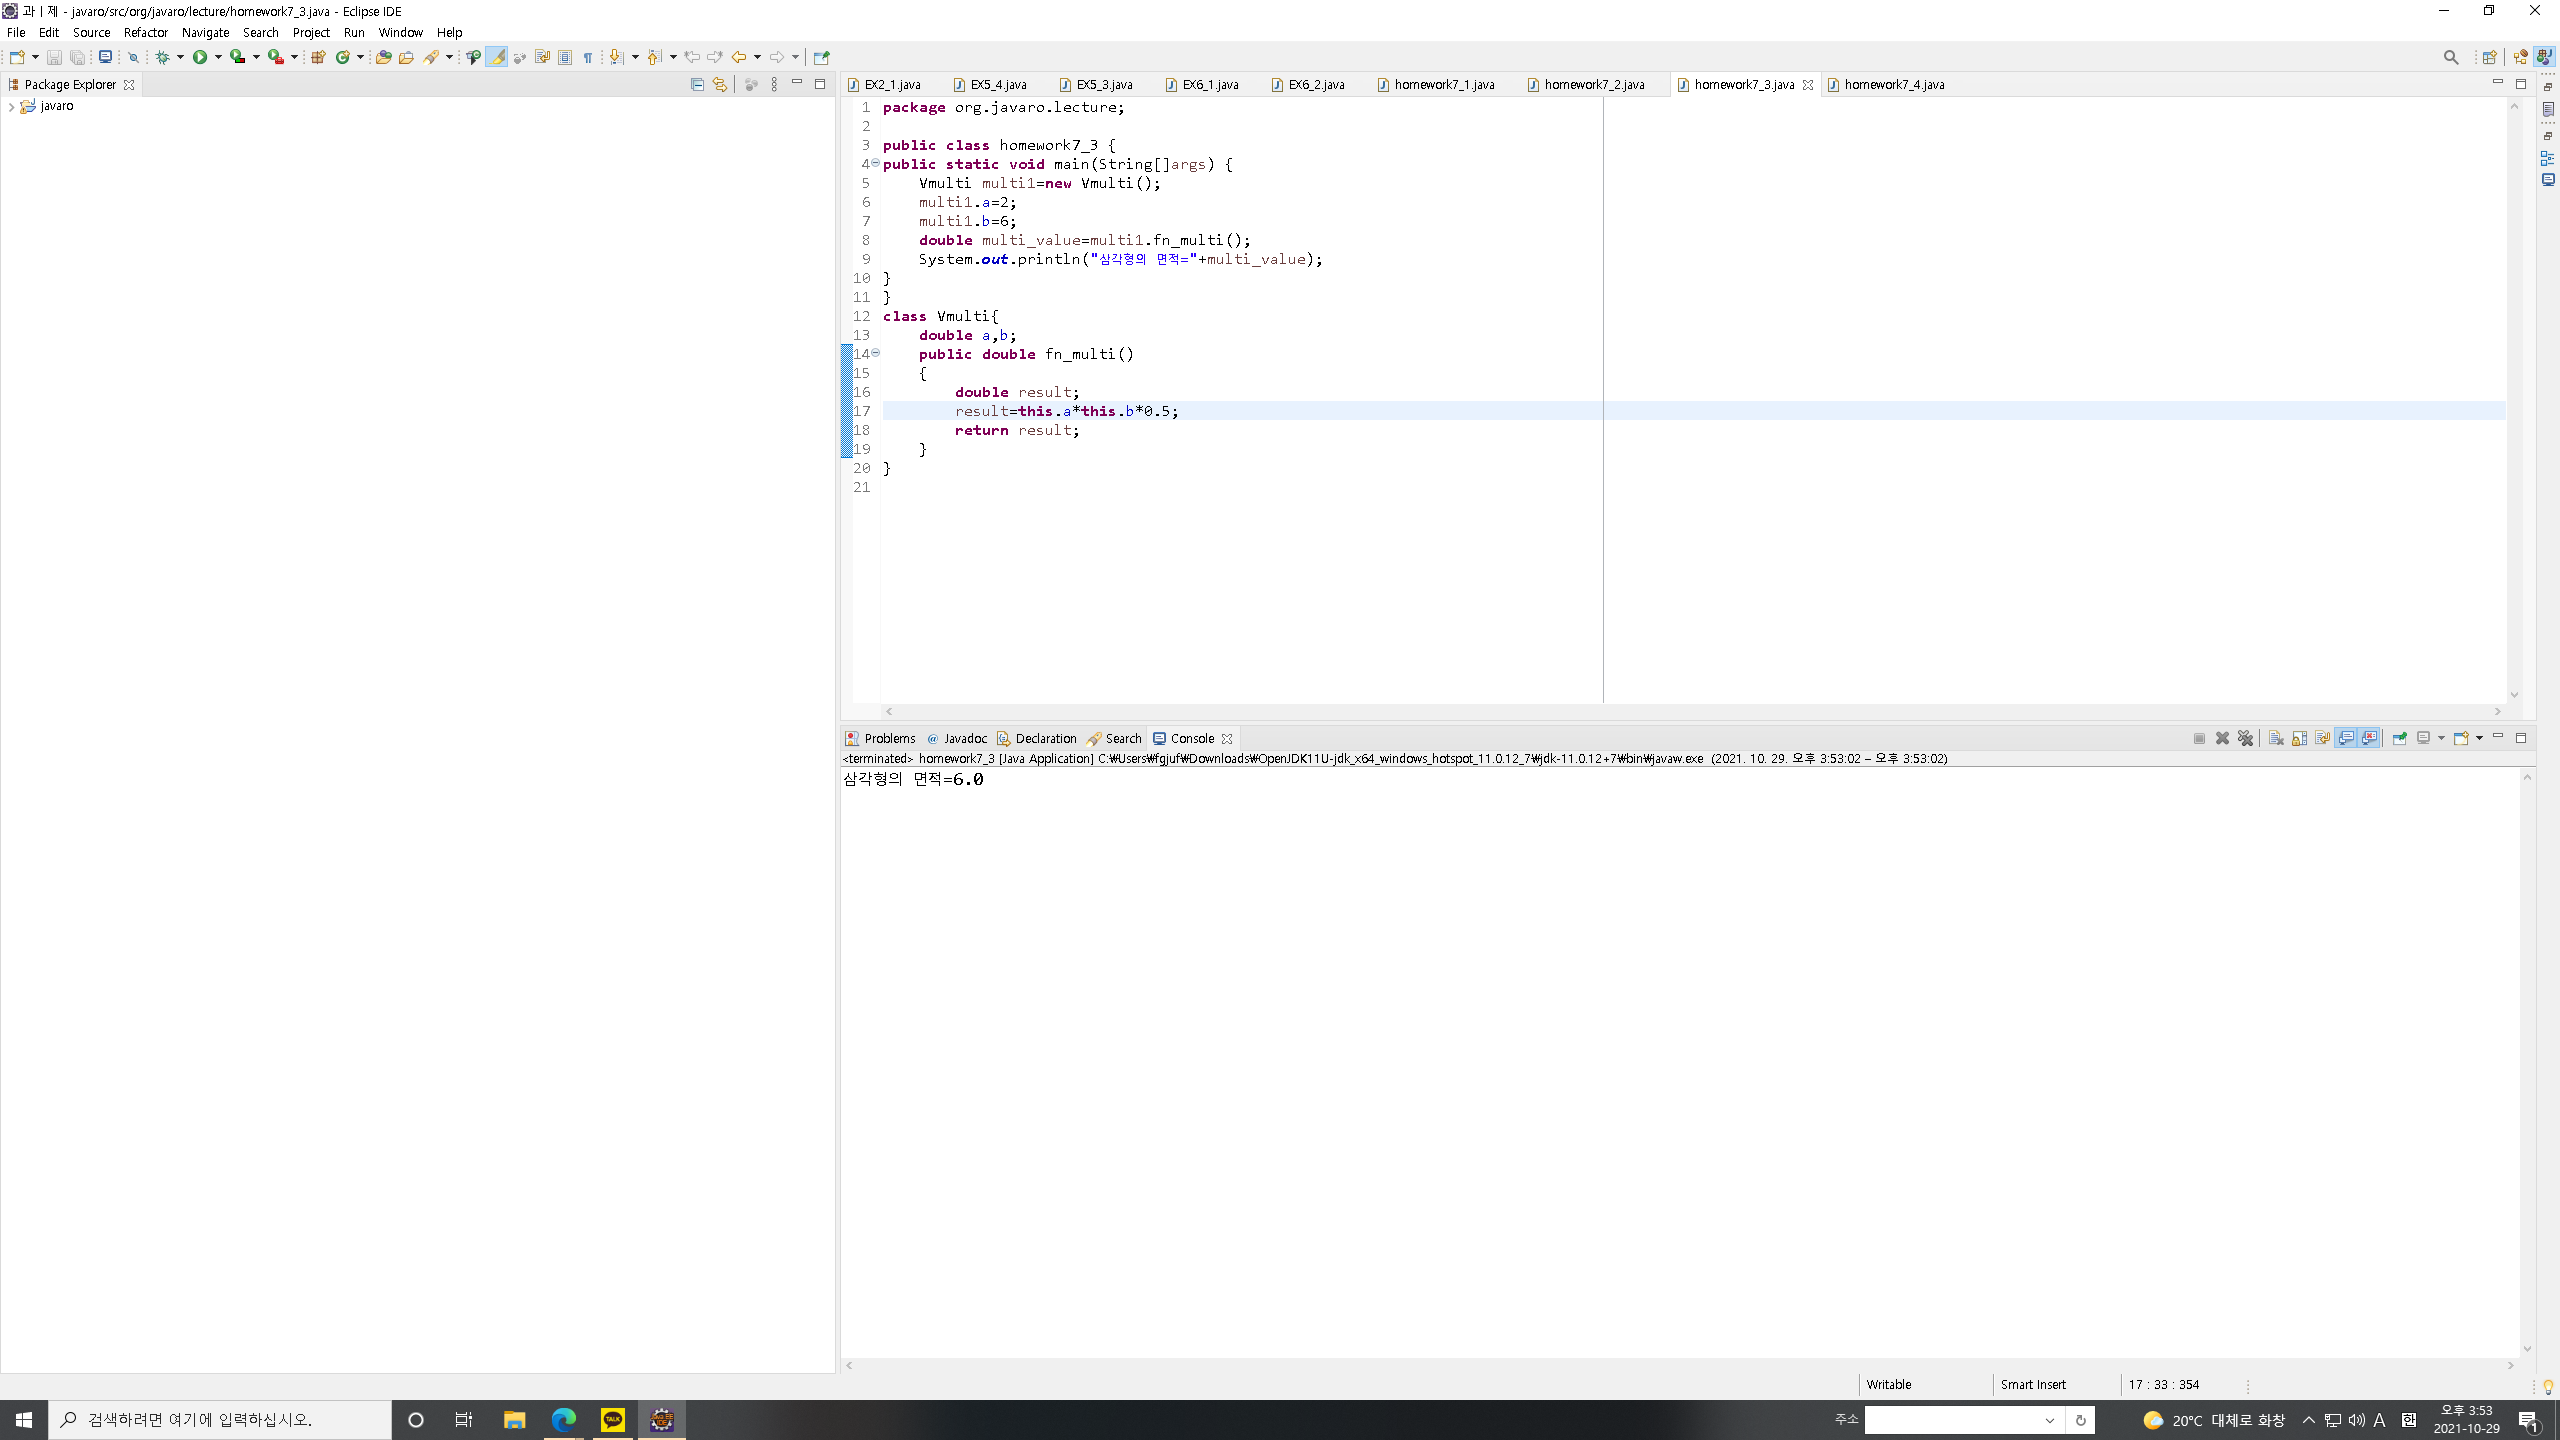 과ㅣ제 - javaro/src/org/javaro/lecture/homework7_3.java - Eclipse IDE
File Edit Source Refactor Navigate Search Project Run Window Help
Package Explorer
javaro
EX2_1.java EX5_4.java EX5_3.java EX6_1.java EX6_2.java homework7_1.java homework7_2.java homework7_3.java homework7_4.java
1 package org.javaro.lecture;
2
3 public class homework7_3 {
4 public static void main(String[]args) {
5     Vmulti multi1=new Vmulti();
6     multi1.a=2;
7     multi1.b=6;
8     double multi_value=multi1.fn_multi();
9     System.out.println("삼각형의 면적="+multi_value);
10 }
11 }
12 class Vmulti{
13     double a,b;
14     public double fn_multi()
15     {
16         double result;
17         result=this.a*this.b*0.5;
18         return result;
19     }
20 }
21
Problems @ Javadoc Declaration Search Console
<terminated> homework7_3 [Java Application] C:₩Users₩fgjuf₩Downloads₩OpenJDK11U-jdk_x64_windows_hotspot_11.0.12_7₩jdk-11.0.12+7₩bin₩javaw.exe (2021. 10. 29. 오후 3:53:02 – 오후 3:53:02)
삼각형의 면적=6.0
Writable Smart Insert 17 : 33 : 354
검색하려면 여기에 입력하십시오.
TALK
주소
20°C 대체로 화창
A 한
오후 3:53
2021-10-29
1